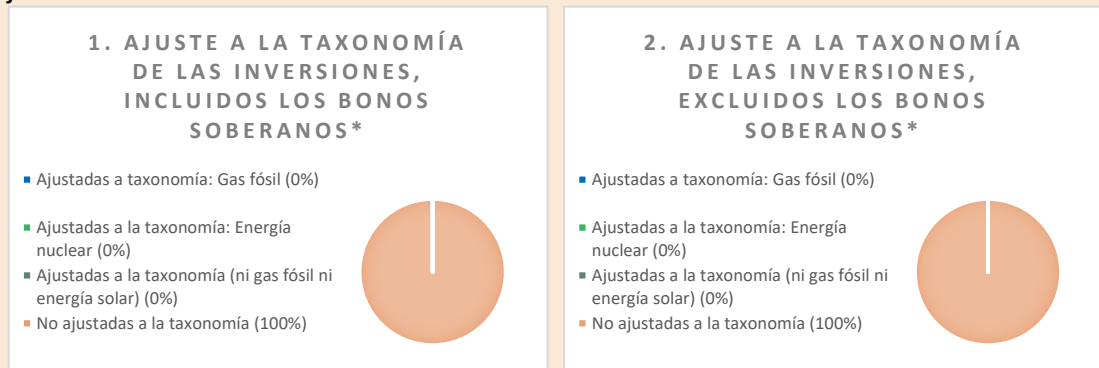 1. AJUSTE A LA TAXONOMÍA
DE LAS INVERSIONES,
INCLUIDOS LOS BONOS
SOBERANOS*
Ajustadas a taxonomía: Gas fósil (0%)
Ajustadas a la taxonomía: Energía
nuclear (0%)
Ajustadas a la taxonomía (ni gas fósil ni
energía solar) (0%)
No ajustadas a la taxonomía (100%)
2. AJUSTE A LA TAXONOMÍA
DE LAS INVERSIONES,
EXCLUIDOS LOS BONOS
SOBERANOS*
Ajustadas a taxonomía: Gas fósil (0%)
Ajustadas a la taxonomía: Energía
nuclear (0%)
Ajustadas a la taxonomía (ni gas fósil ni
energía solar) (0%)
No ajustadas a la taxonomía (100%)